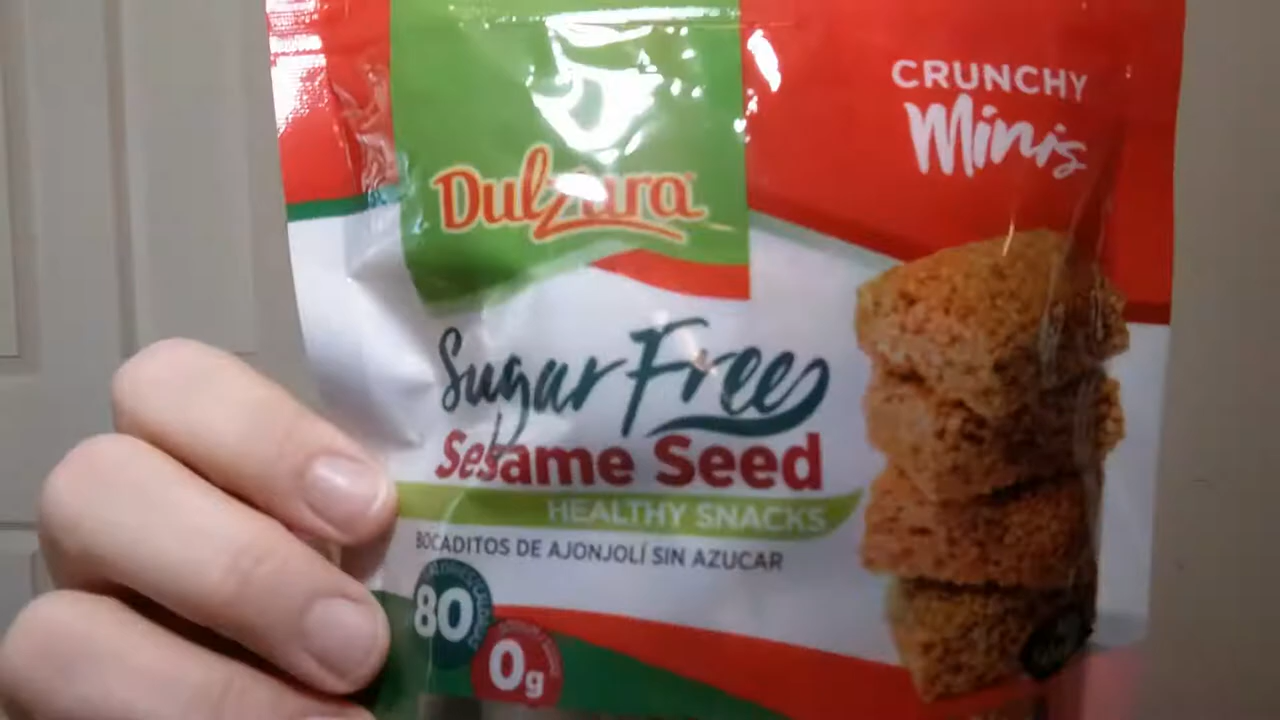 CRUNCHY
Minis
Dulzura
Sugar Free
Sesame Seed
HEALTHY SNACKS
BOCADITOS DE AJONJOLÍ SIN AZUCAR
80
0g